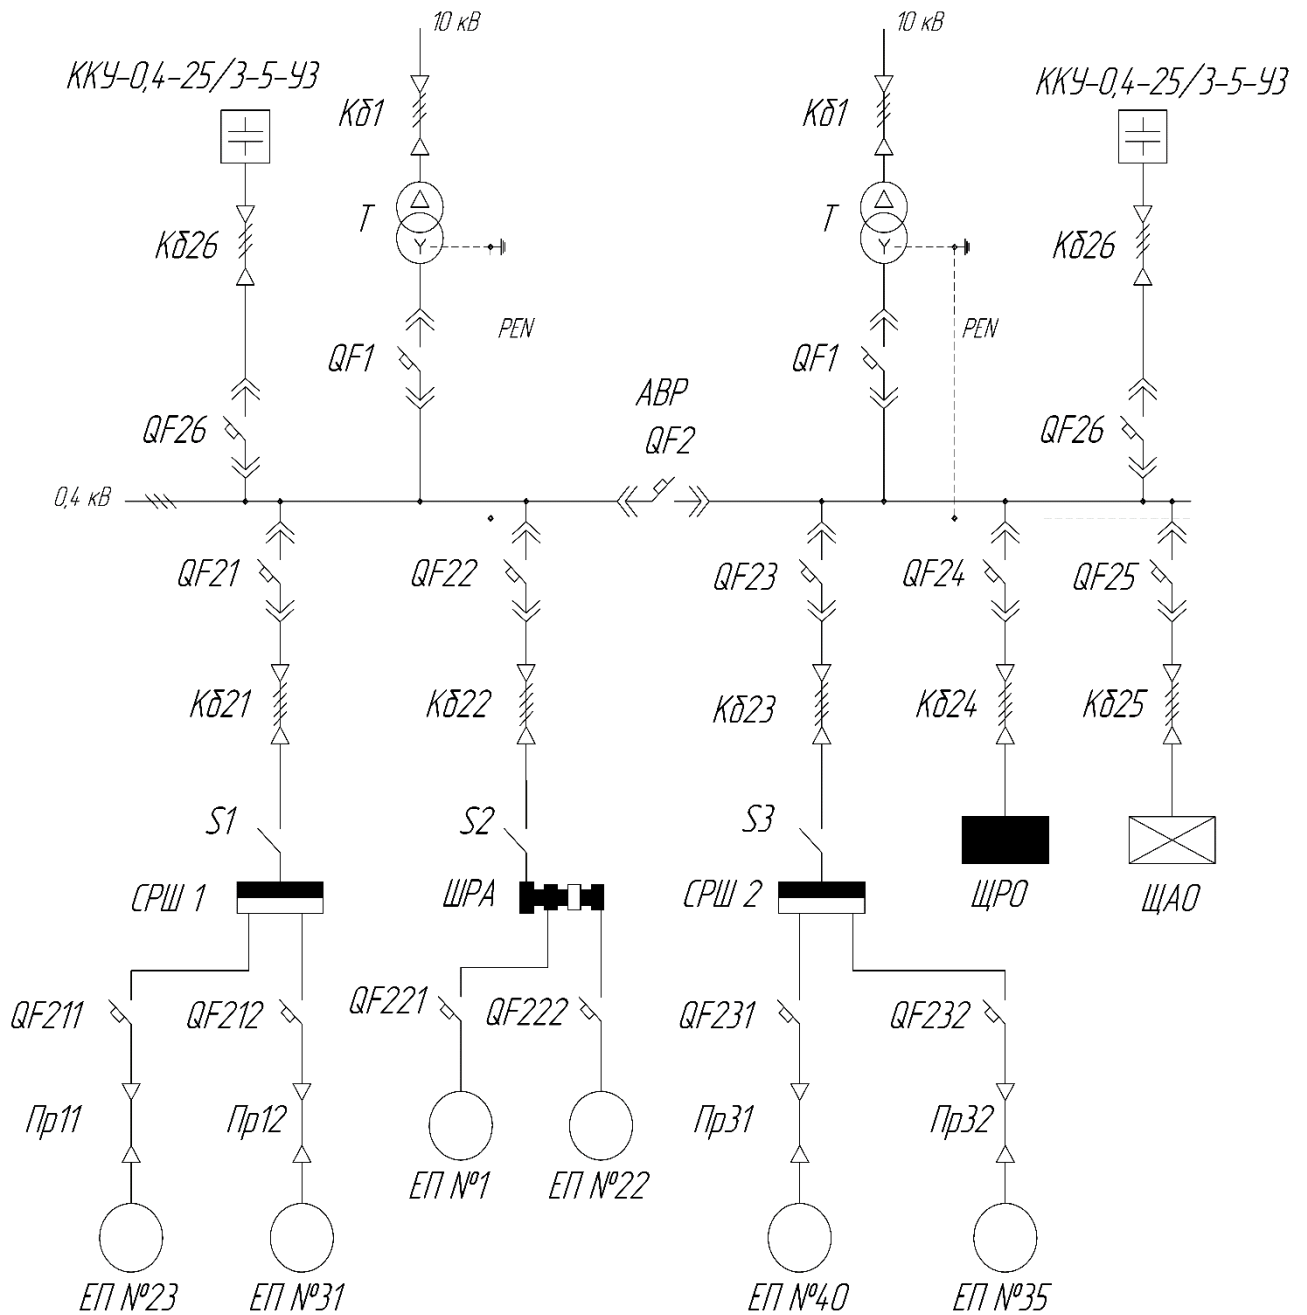 10 кВ
10 кВ
ККУ-0,4-25/3-5-У3
ККУ-0,4-25/3-5-У3
Кб1
Кб1
Т
Т
Кб26
Кб26
PEN
PEN
QF1
QF1
АВР
QF26
QF2
QF26
0,4 кВ
QF21
QF22
QF23
QF24
QF25
Кб21
Кб22
Кб23
Кб24
Кб25
S1
S2
S3
СРШ 1
ШРА
СРШ 2
ЩРО
ЩАО
QF211
QF212
QF221
QF222
QF231
QF232
Пр11
Пр12
Пр31
Пр32
ЕП №1
ЕП №22
ЕП №23
ЕП №31
ЕП №40
ЕП №35